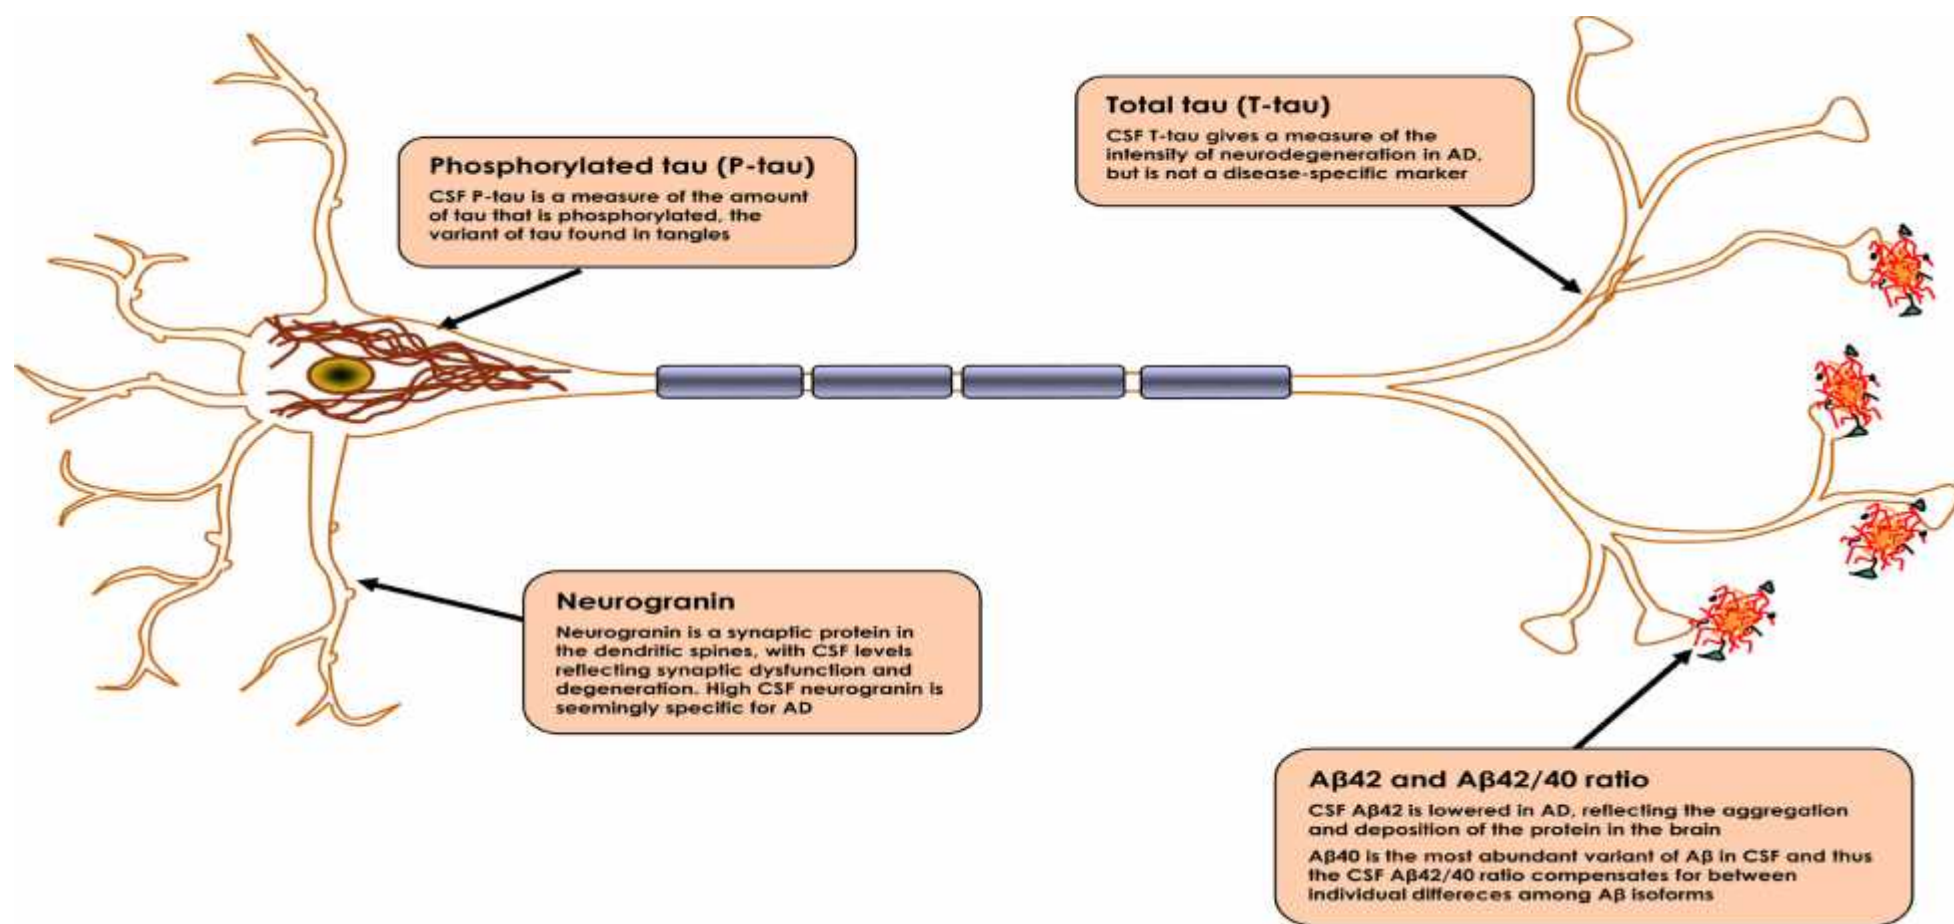 Phosphorylated tau (P-tau)
CSF P-tau is a measure of the amount
of tau that is phosphorylated, the
variant of tau found in tangles
Total tau (T-tau)
CSF T-tau gives a measure of the
intensity of neurodegeneration in AD,
but is not a disease-specific marker
Neurogranin
Neurogranin is a synaptic protein in
the dendritic spines, with CSF levels
reflecting synaptic dysfunction and
degeneration. High CSF neurogranin is
seemingly specific for AD
Aβ42 and Aβ42/40 ratio
CSF Aβ42 is lowered in AD, reflecting the aggregation
and deposition of the protein in the brain
Aβ40 is the most abundant variant of Aβ in CSF and thus
the CSF Aβ42/40 ratio compensates for between
individual differeces among Aβ isoforms